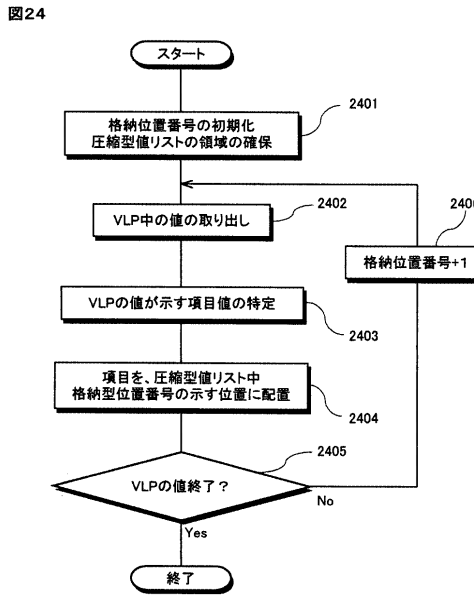 図24
スタート
2401
格納位置番号の初期化
圧縮型値リストの領域の確保
2402
VLP中の値の取り出し
格納位置番号+1
VLPの値が示す項目値の特定
2403
項目を、圧縮型値リスト中
格納型位置番号の示す位置に配置
2404
2405
VLPの値終了？
No
Yes
終了